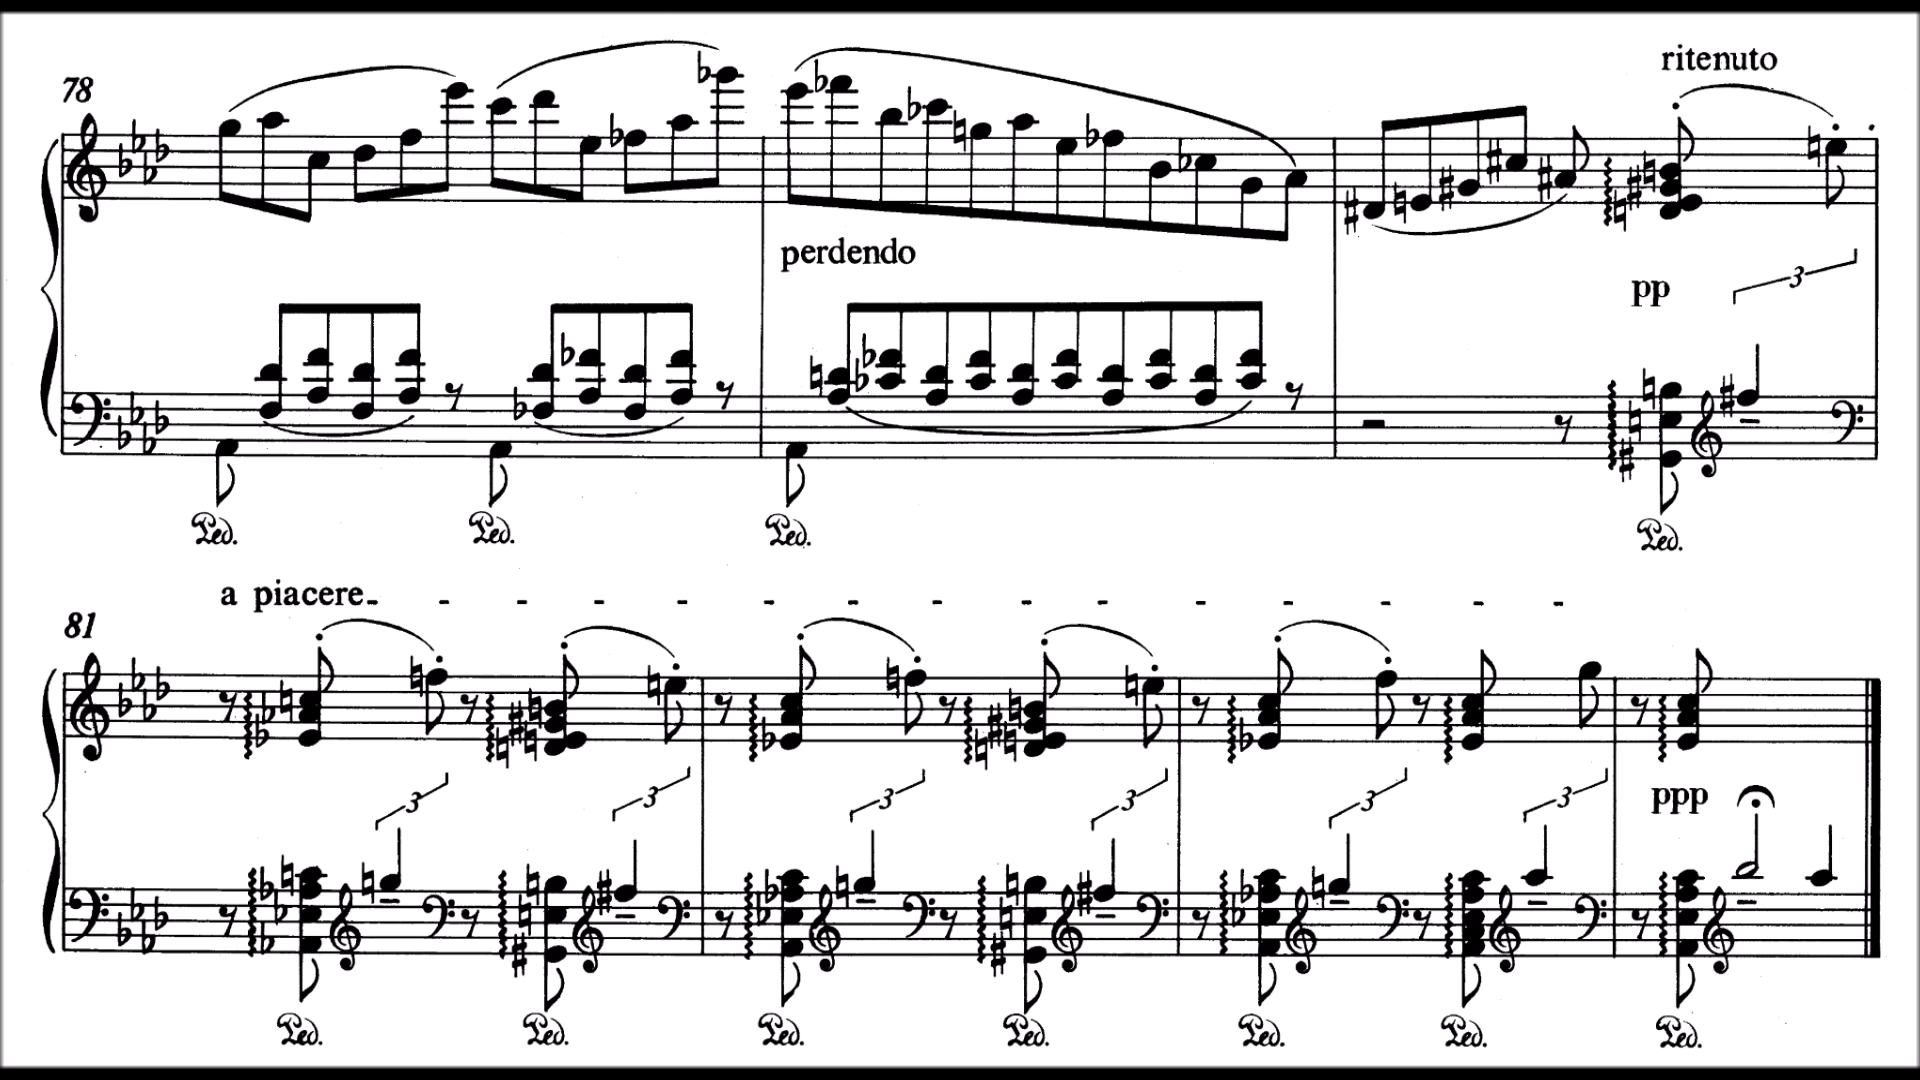 ritenuto
78
perdendo
pp
3
Ped. Ped. Ped. Ped.
a piacere - - - - - - - - - - - - - - -
81
3 3 3 3 3 3
ppp
Ped. Ped. Ped. Ped. Ped. Ped. Ped.